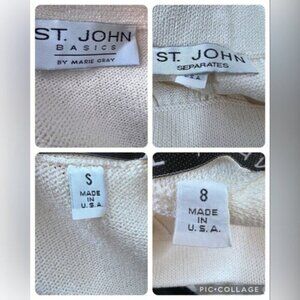 ST. JOHN
BASICS
BY MARIE GRAY
ST. JOHN
SEPARATES
S
MADE
IN
U.S.A.
8
MADE
IN
U.S.A.
PIC•COLLAGE